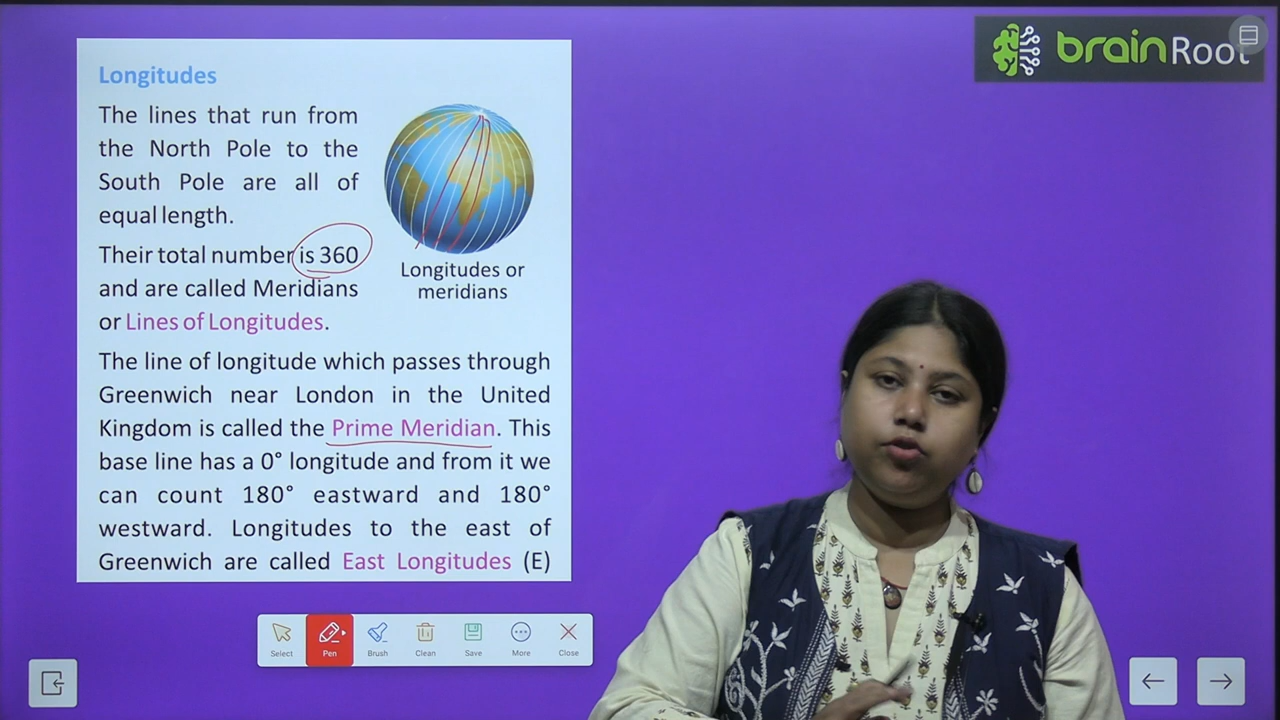 brainRoot
Longitudes
The lines that run from
the North Pole to the
South Pole are all of
equal length.
Their total number is 360
and are called Meridians
or Lines of Longitudes.
Longitudes or
meridians
The line of longitude which passes through
Greenwich near London in the United
Kingdom is called the Prime Meridian. This
base line has a 0° longitude and from it we
can count 180° eastward and 180°
westward. Longitudes to the east of
Greenwich are called East Longitudes (E)
Select
Pen
Brush
Clean
Save
More
Close